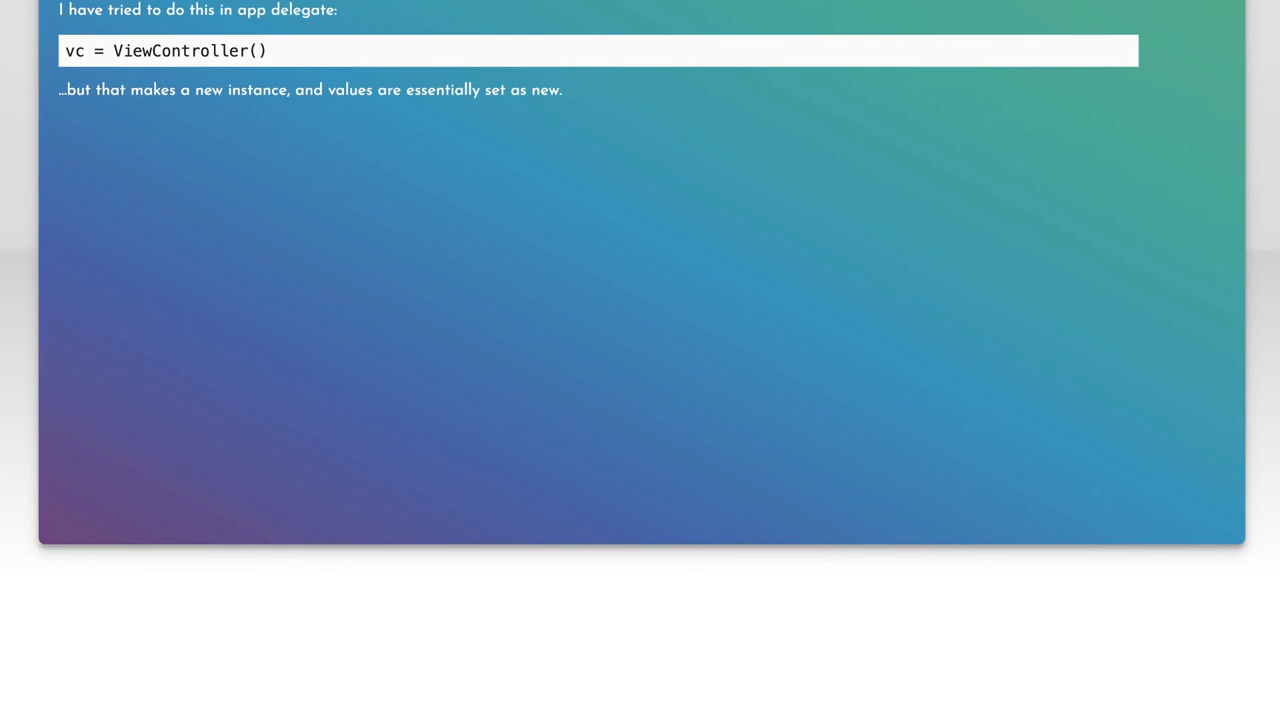 I have tried to do this in app delegate:
vc = ViewController()
...but that makes a new instance, and values are essentially set as new.